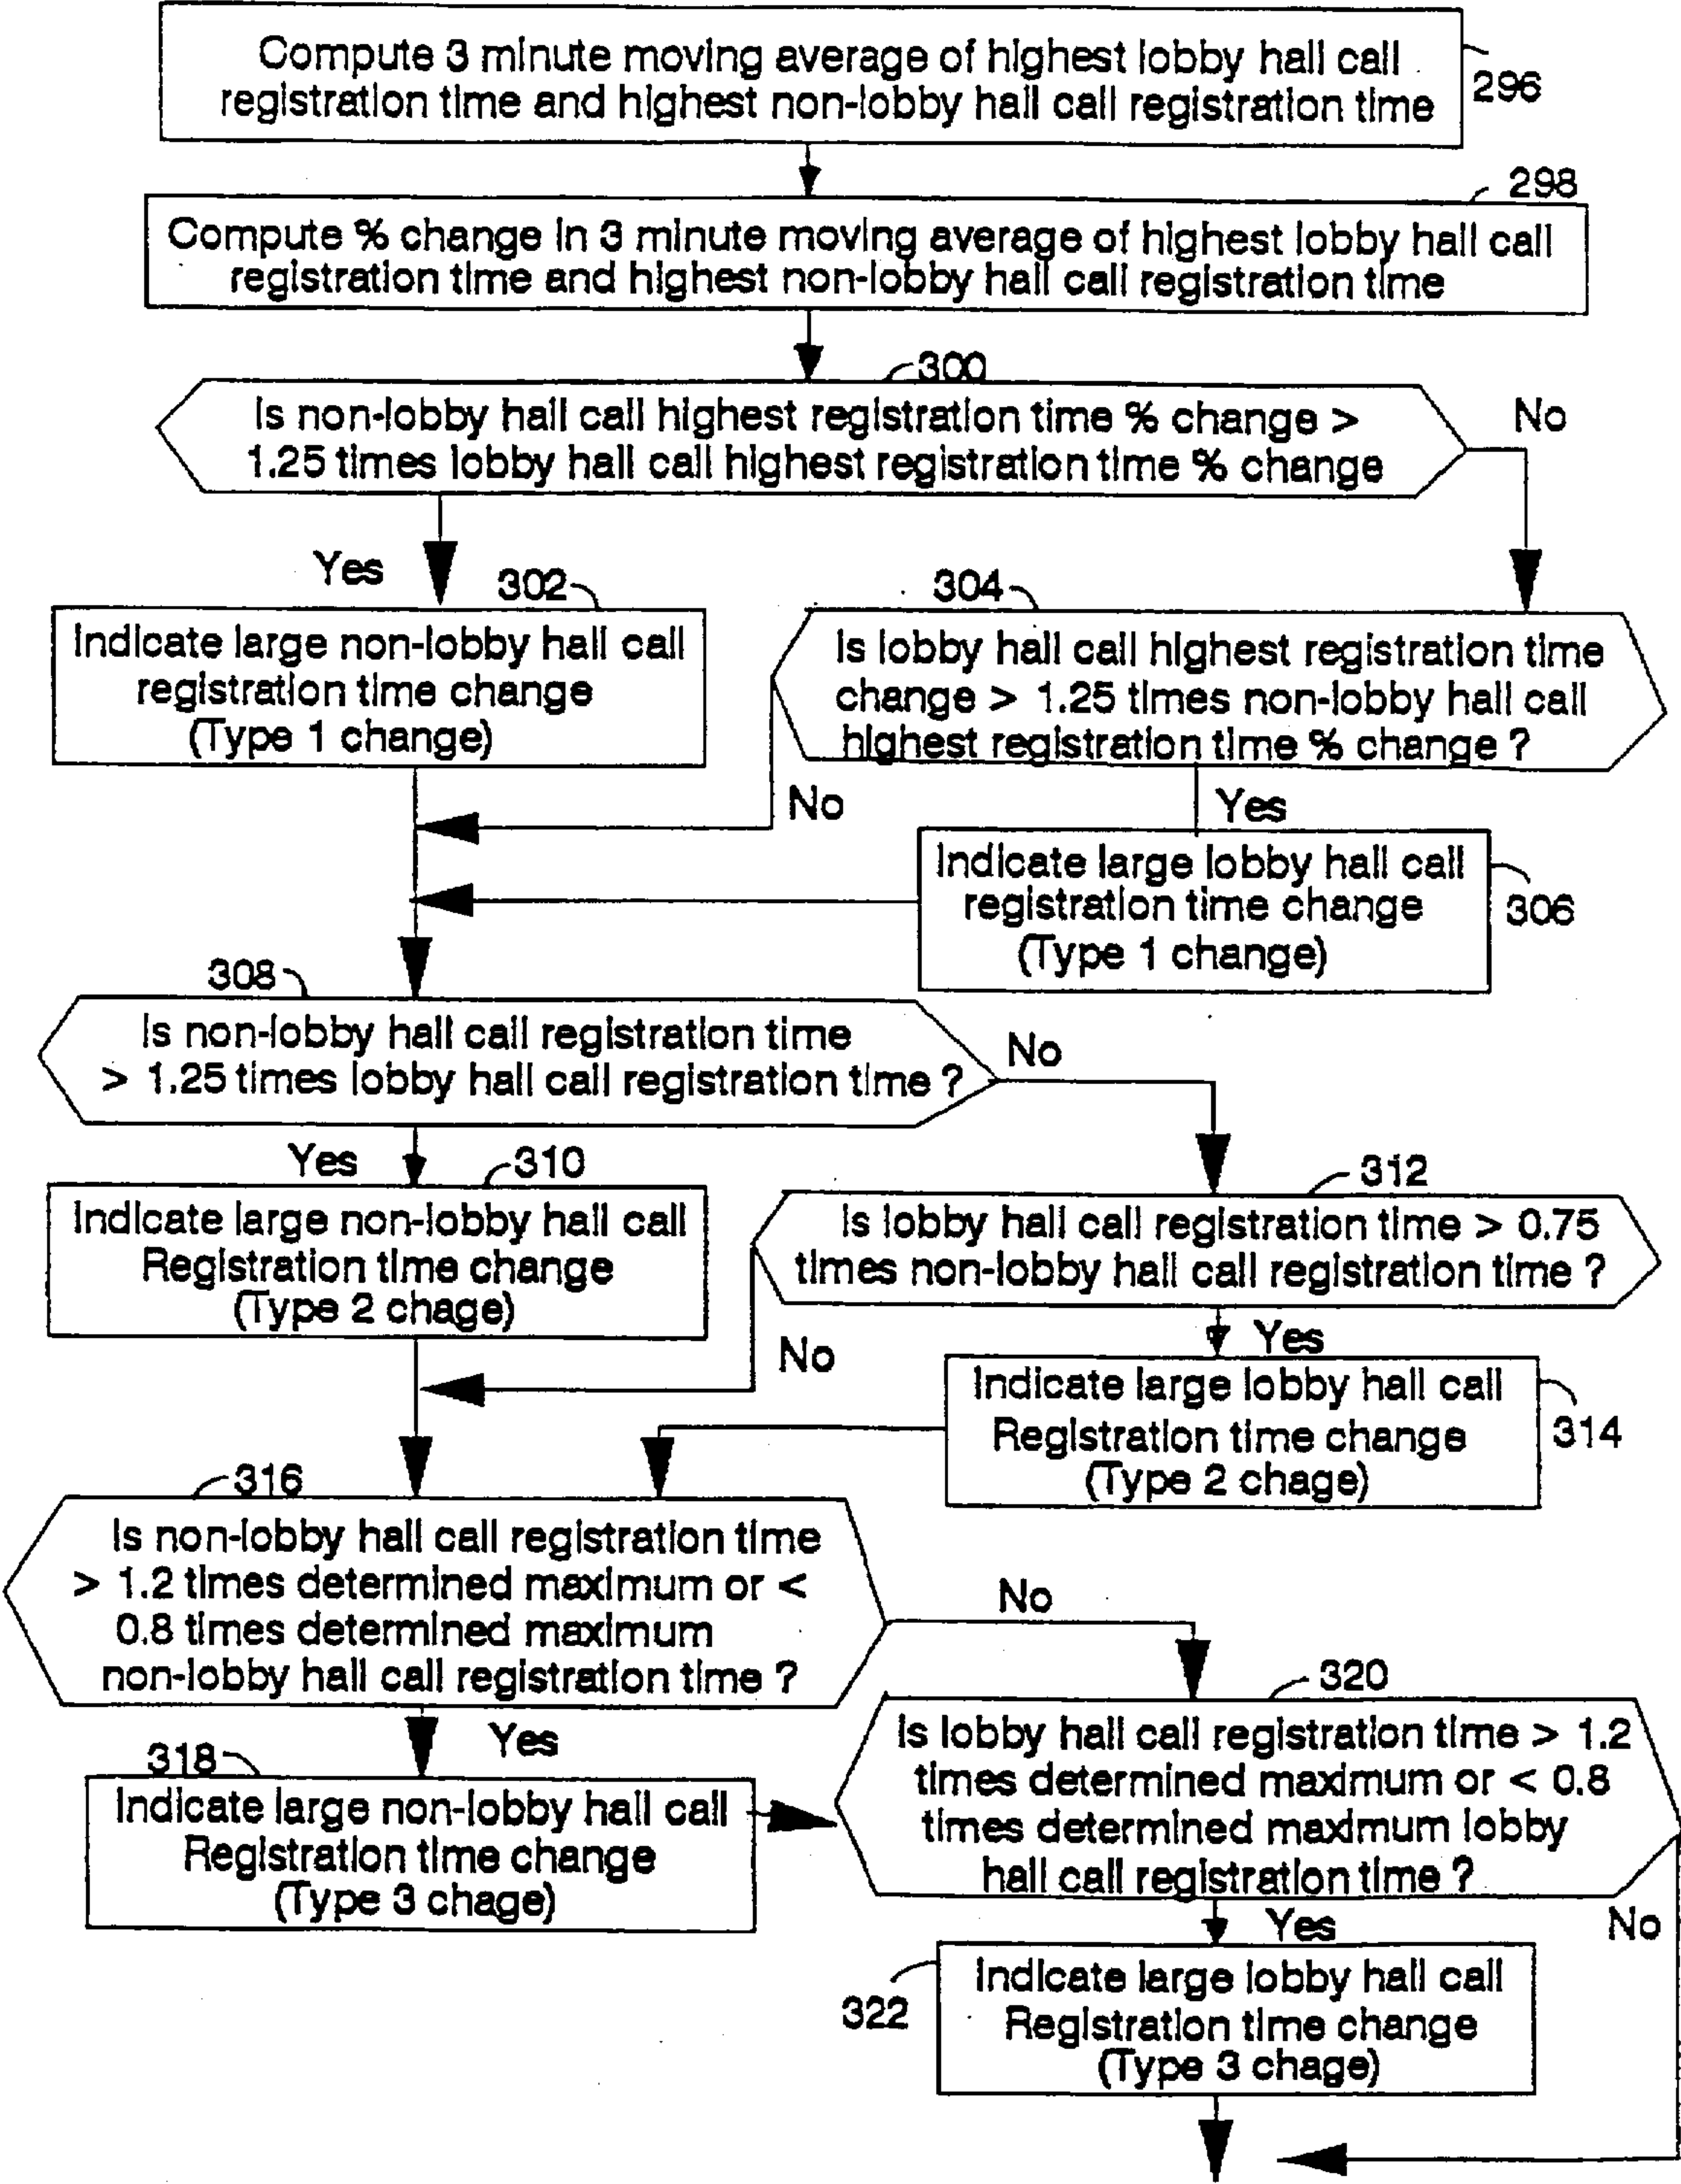 Compute 3 minute moving average of highest lobby hall call
registration time and highest non-lobby hall call registration time
296
298
Compute % change in 3 minute moving average of highest lobby hall call
registration time and highest non-lobby hall call registration time
300
Is non-lobby hall call highest registration time % change >
1.25 times lobby hall call highest registration time % change
No
Yes
302
Indicate large non-lobby hall call
registration time change
(Type 1 change)
304
Is lobby hall call highest registration time
change > 1.25 times non-lobby hall call
highest registration time % change ?
No
Yes
Indicate large lobby hall call
registration time change
(Type 1 change)
306
308
Is non-lobby hall call registration time
> 1.25 times lobby hall call registration time ?
No
Yes
310
Indicate large non-lobby hall call
Registration time change
(Type 2 chage)
312
Is lobby hall call registration time > 0.75
times non-lobby hall call registration time ?
No
Yes
Indicate large lobby hall call
Registration time change
(Type 2 chage)
314
316
Is non-lobby hall call registration time
> 1.2 times determined maximum or <
0.8 times determined maximum
non-lobby hall call registration time ?
No
Yes
318
Indicate large non-lobby hall call
Registration time change
(Type 3 chage)
320
Is lobby hall call registration time > 1.2
times determined maximum or < 0.8
times determined maximum lobby
hall call registration time ?
Yes
No
322
Indicate large lobby hall call
Registration time change
(Type 3 chage)